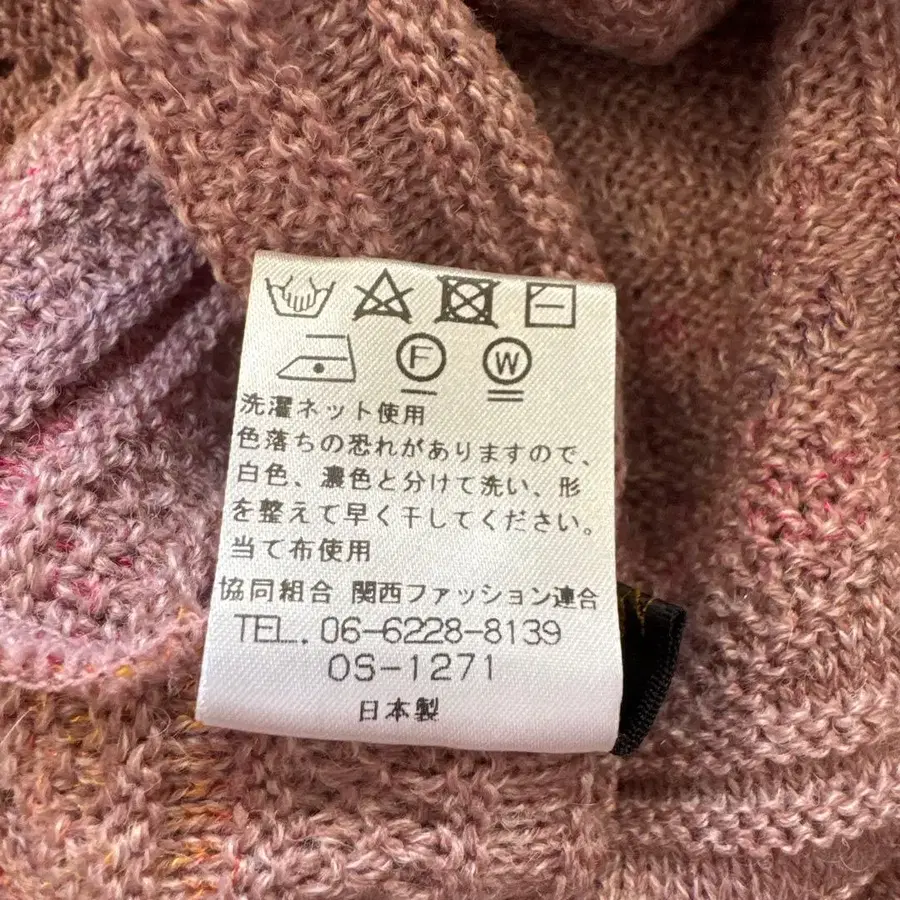 F W
洗濯ネット使用
色落ちの恐れがありますので、
白色、濃色と分けて洗い、形
を整えて早く干してください。
当て布使用
協同組合 関西ファッション連合
TEL. 06-6228-8139
OS-1271
日本製